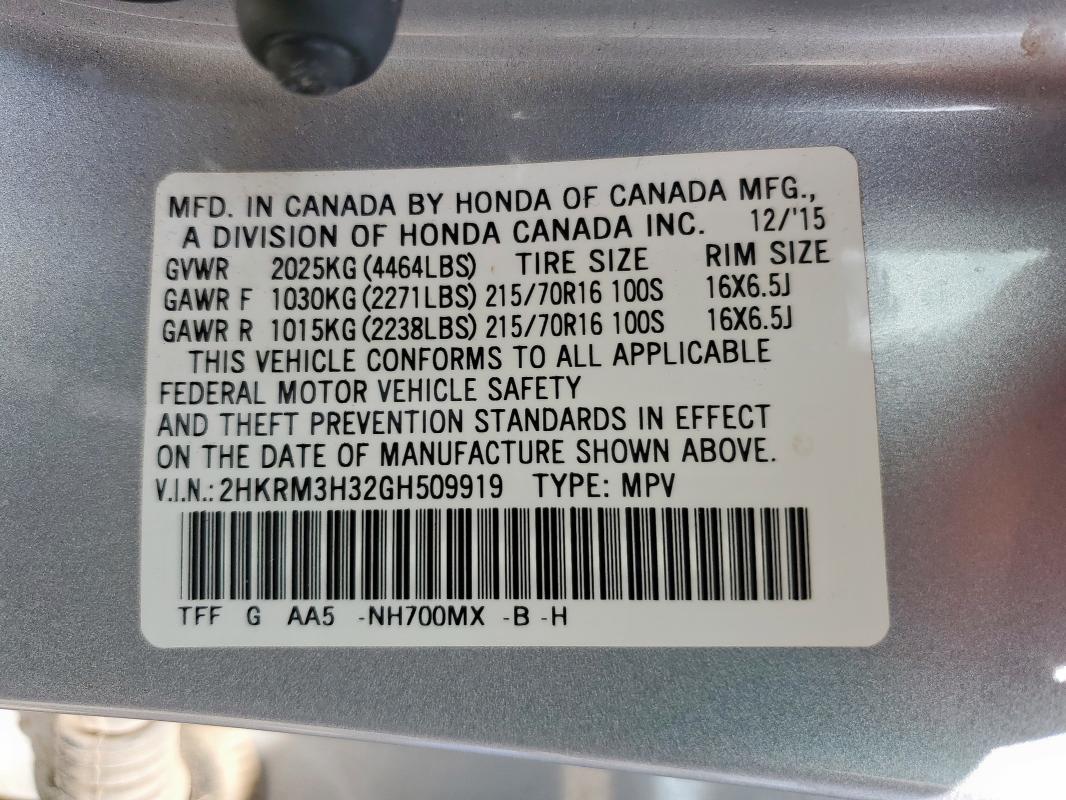 MFD. IN CANADA BY HONDA OF CANADA MFG.,
A DIVISION OF HONDA CANADA INC. 12/'15
GVWR 2025KG (4464LBS) TIRE SIZE RIM SIZE
GAWR F 1030KG (2271LBS) 215/70R16 100S 16X6.5J
GAWR R 1015KG (2238LBS) 215/70R16 100S 16X6.5J
THIS VEHICLE CONFORMS TO ALL APPLICABLE
FEDERAL MOTOR VEHICLE SAFETY
AND THEFT PREVENTION STANDARDS IN EFFECT
ON THE DATE OF MANUFACTURE SHOWN ABOVE.
V.I.N.: 2HKRM3H32GH509919 TYPE: MPV
TFF G AA5 -NH700MX -B -H